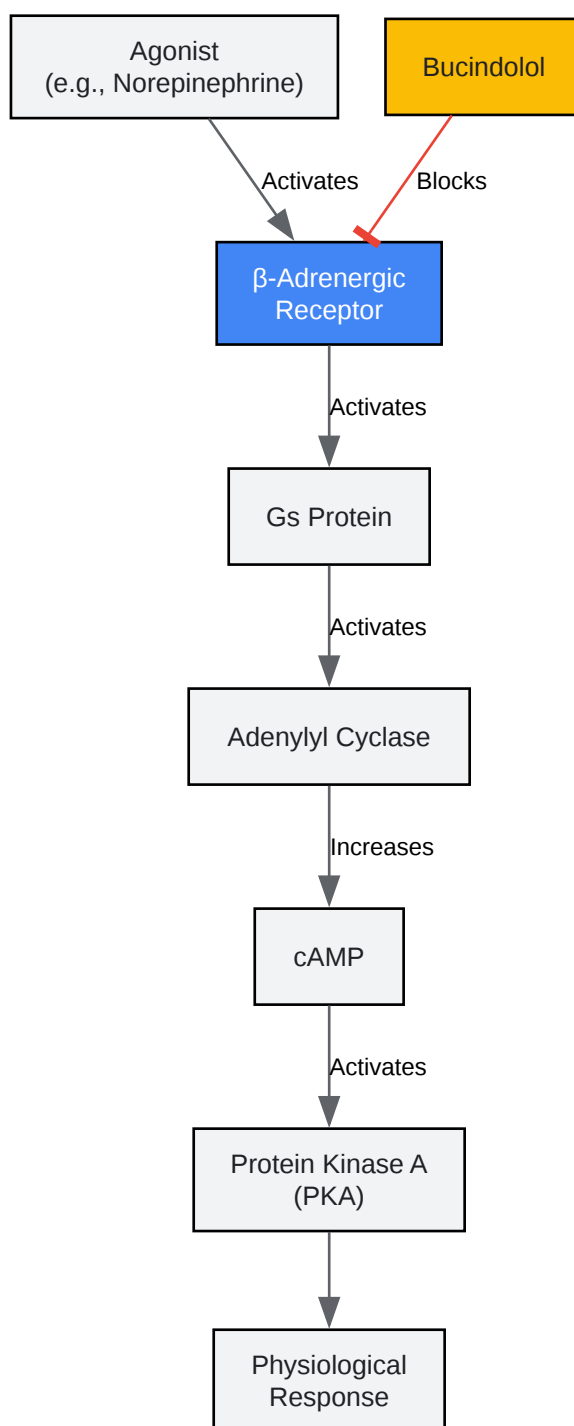 Agonist
(e.g., Norepinephrine)
Bucindolol
Activates
Blocks
β-Adrenergic
Receptor
Activates
Gs Protein
Activates
Adenylyl Cyclase
Increases
cAMP
Activates
Protein Kinase A
(PKA)
Physiological
Response